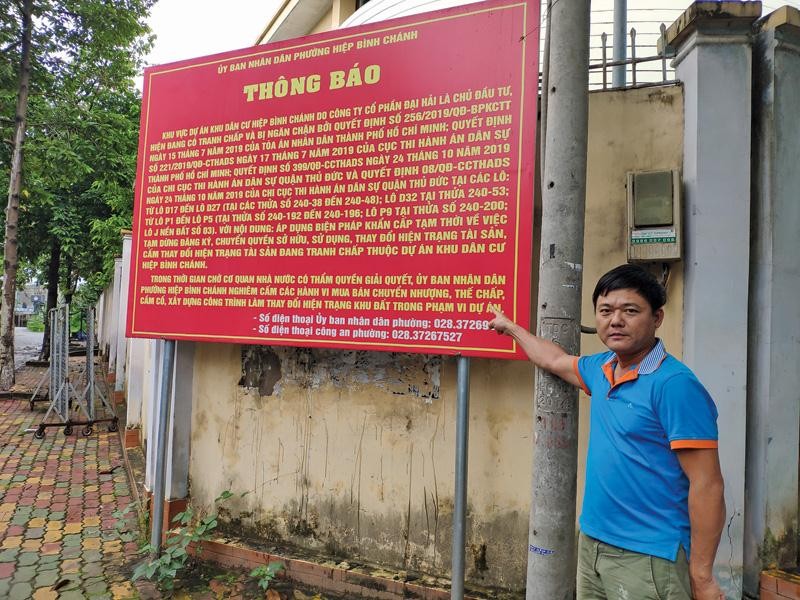 ỦY BAN NHÂN DÂN PHƯỜNG HIỆP BÌNH CHÁNH
THÔNG BÁO
KHU VỰC DỰ ÁN KHU DÂN CƯ HIỆP BÌNH CHÁNH DO CÔNG TY CỔ PHẦN ĐẠI HẢI LÀ CHỦ ĐẦU TƯ,
HIỆN ĐANG CÓ TRANH CHẤP VÀ BỊ NGĂN CHẶN BỞI QUYẾT ĐỊNH SỐ 256/2019/QĐ-BPKCTT
NGÀY 15 THÁNG 7 NĂM 2019 CỦA TÒA ÁN NHÂN DÂN THÀNH PHỐ HỒ CHÍ MINH; QUYẾT ĐỊNH
SỐ 221/2019/QĐ-CTHADS NGÀY 17 THÁNG 7 NĂM 2019 CỦA CỤC THI HÀNH ÁN DÂN SỰ
THÀNH PHỐ HỒ CHÍ MINH; QUYẾT ĐỊNH SỐ 399/QĐ-CCTHADS NGÀY 24 THÁNG 10 NĂM 2019
CỦA CHI CỤC THI HÀNH ÁN DÂN SỰ QUẬN THỦ ĐỨC VÀ QUYẾT ĐỊNH 08/QĐ-CCTHADS
NGÀY 24 THÁNG 10 NĂM 2019 CỦA CHI CỤC THI HÀNH ÁN DÂN SỰ QUẬN THỦ ĐỨC TẠI CÁC LÔ:
TỪ LÔ D17 ĐẾN LÔ D27 (TẠI CÁC THỬA SỐ 240-38 ĐẾN 240-48); LÔ D32 TẠI THỬA 240-53;
TỪ LÔ P1 ĐẾN LÔ P5 (TẠI THỬA SỐ 240-192 ĐẾN 240-196; LÔ P9 TẠI THỬA SỐ 240-200;
LÔ J NỀN ĐẤT SỐ 03). VỚI NỘI DUNG: ÁP DỤNG BIỆN PHÁP KHẨN CẤP TẠM THỜI VỀ VIỆC
TẠM DỪNG ĐĂNG KÝ, CHUYỂN QUYỀN SỞ HỮU, SỬ DỤNG, THAY ĐỔI HIỆN TRẠNG TÀI SẢN,
CẤM THAY ĐỔI HIỆN TRẠNG TÀI SẢN ĐANG TRANH CHẤP THUỘC DỰ ÁN KHU DÂN CƯ
HIỆP BÌNH CHÁNH.
TRONG THỜI GIAN CHỜ CƠ QUAN NHÀ NƯỚC CÓ THẨM QUYỀN GIẢI QUYẾT, ỦY BAN NHÂN DÂN
PHƯỜNG HIỆP BÌNH CHÁNH NGHIÊM CẤM CÁC HÀNH VI MUA BÁN CHUYỂN NHƯỢNG, THẾ CHẤP,
CẦM CỐ, XÂY DỰNG CÔNG TRÌNH LÀM THAY ĐỔI HIỆN TRẠNG KHU ĐẤT TRONG PHẠM VI DỰ ÁN.
- Số điện thoại Ủy ban nhân dân phường: 028.3726
- Số điện thoại công an phường: 028.37267527